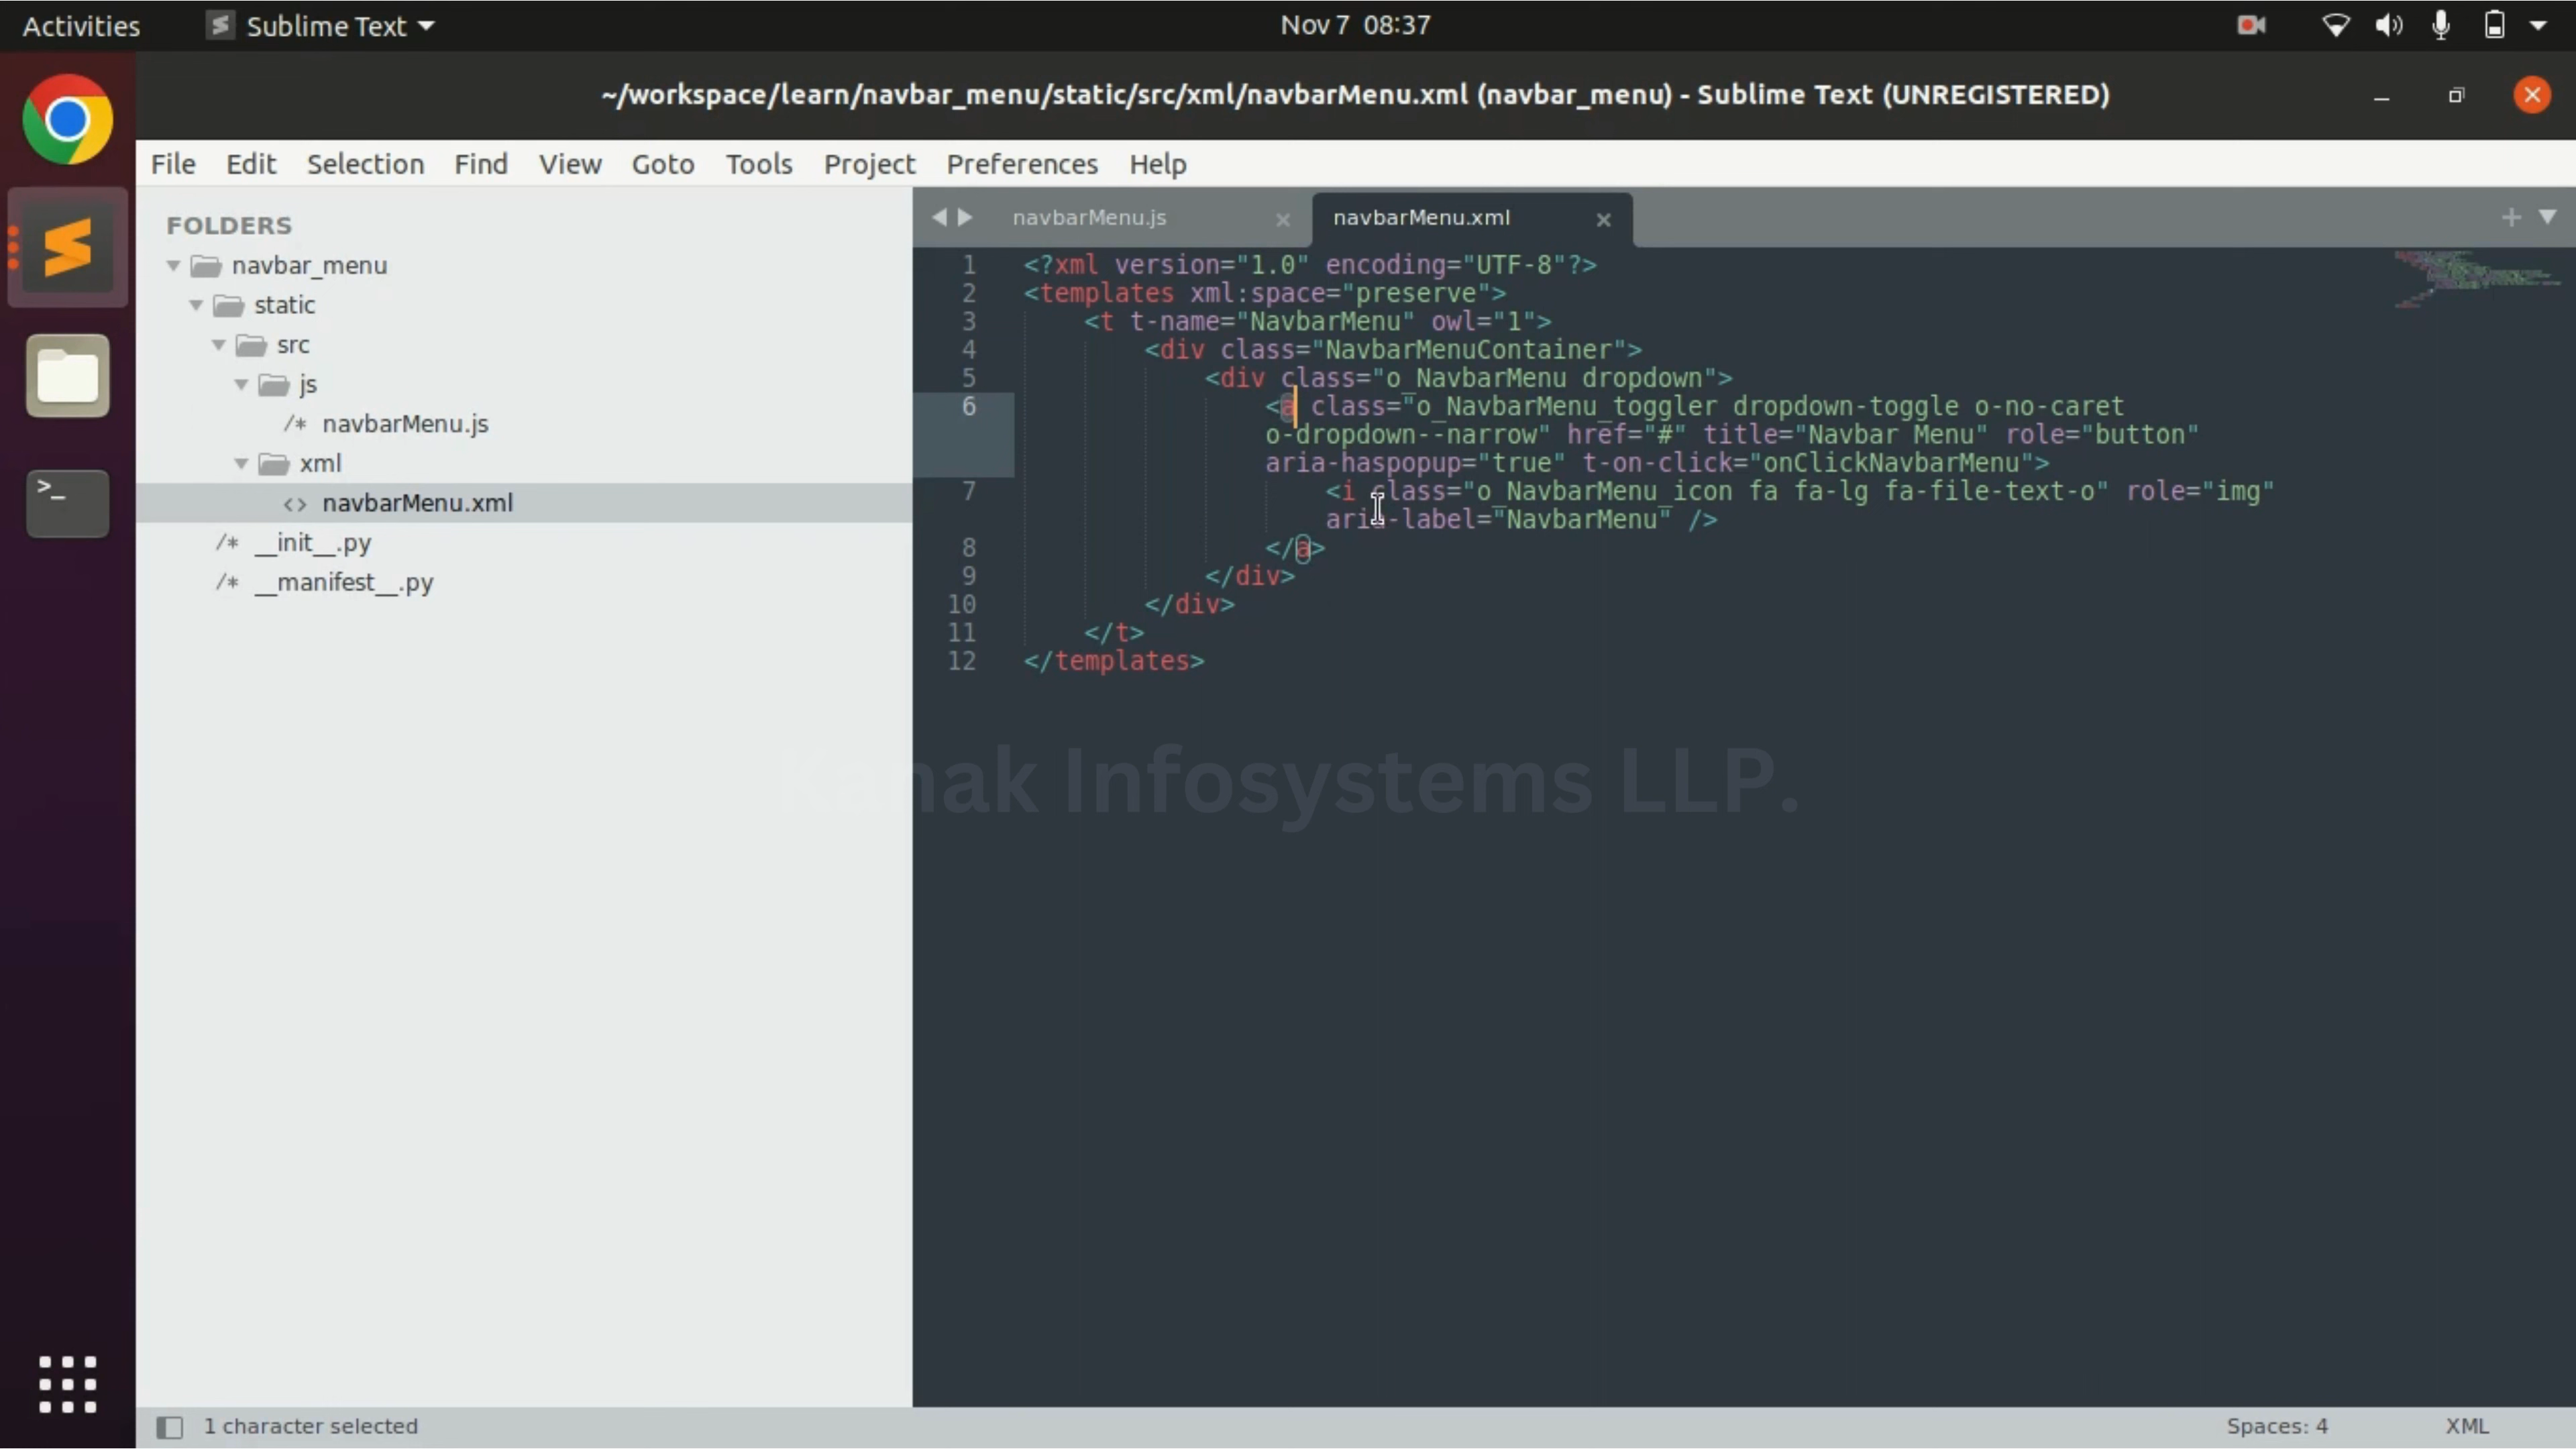 Activities Sublime Text Nov 7 08:37
~/workspace/learn/navbar_menu/static/src/xml/navbarMenu.xml (navbar_menu) - Sublime Text (UNREGISTERED)
File Edit Selection Find View Goto Tools Project Preferences Help
FOLDERS
navbar_menu
static
src
js
/* navbarMenu.js
xml
<> navbarMenu.xml
/* __init__.py
/* __manifest__.py
navbarMenu.js × navbarMenu.xml ×
1 <?xml version="1.0" encoding="UTF-8"?>
2 <templates xml:space="preserve">
3 <t t-name="NavbarMenu" owl="1">
4 <div class="NavbarMenuContainer">
5 <div class="o_NavbarMenu dropdown">
6 <a class="o_NavbarMenu_toggler dropdown-toggle o-no-caret
o-dropdown--narrow" href="#" title="Navbar Menu" role="button"
aria-haspopup="true" t-on-click="onClickNavbarMenu">
7 <i class="o_NavbarMenu_icon fa fa-lg fa-file-text-o" role="img"
aria-label="NavbarMenu" />
8 </a>
9 </div>
10 </div>
11 </t>
12 </templates>
Kanak Infosystems LLP.
1 character selected Spaces: 4 XML